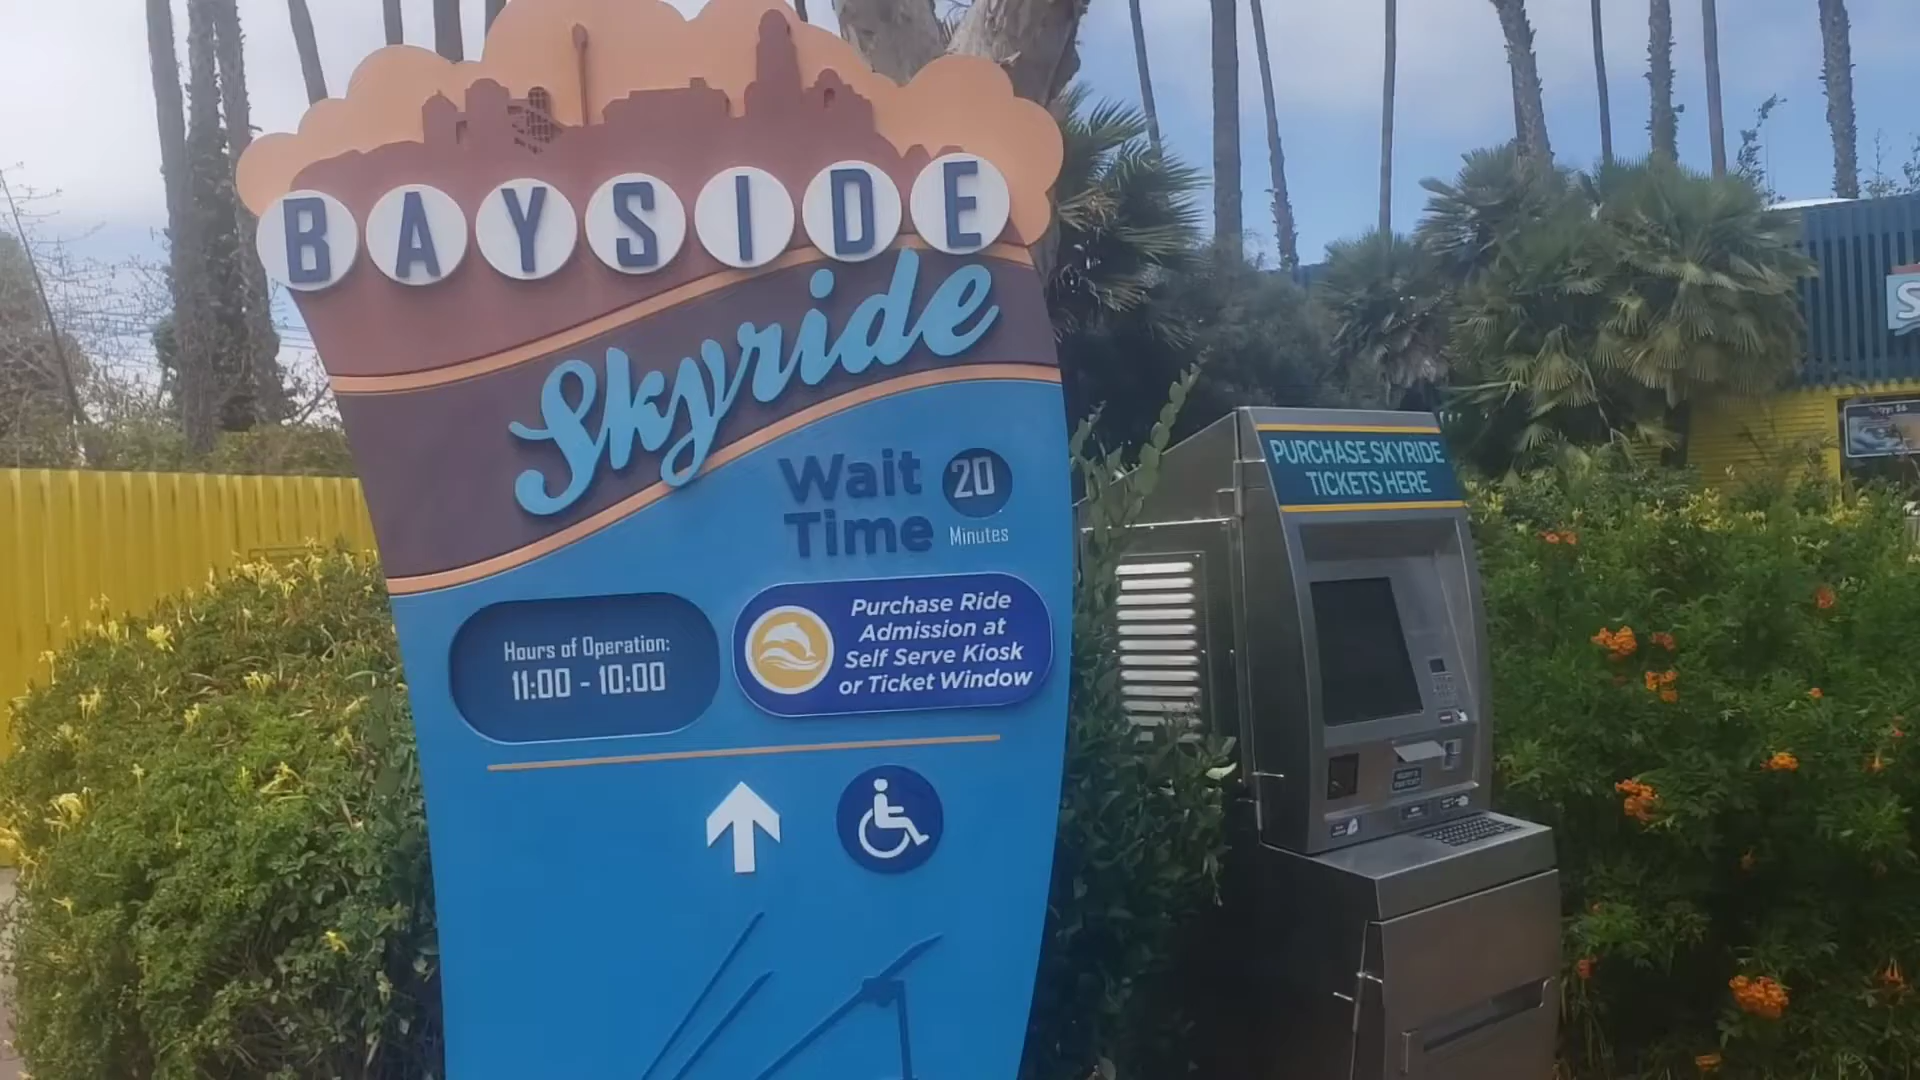 BAYSIDE
Skyride
Wait
Time
20
Minutes
Hours of Operation:
11:00 - 10:00
Purchase Ride
Admission at
Self Serve Kiosk
or Ticket Window
PURCHASE SKYRIDE
TICKETS HERE